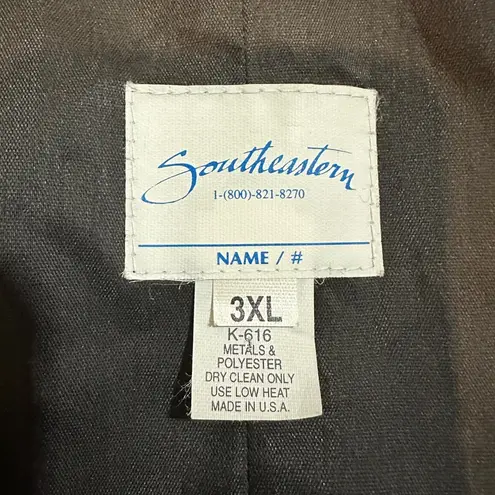 Southeastern
1-(800)-821-8270
NAME / #
3XL
K-616
METALS &
POLYESTER
DRY CLEAN ONLY
USE LOW HEAT
MADE IN U.S.A.